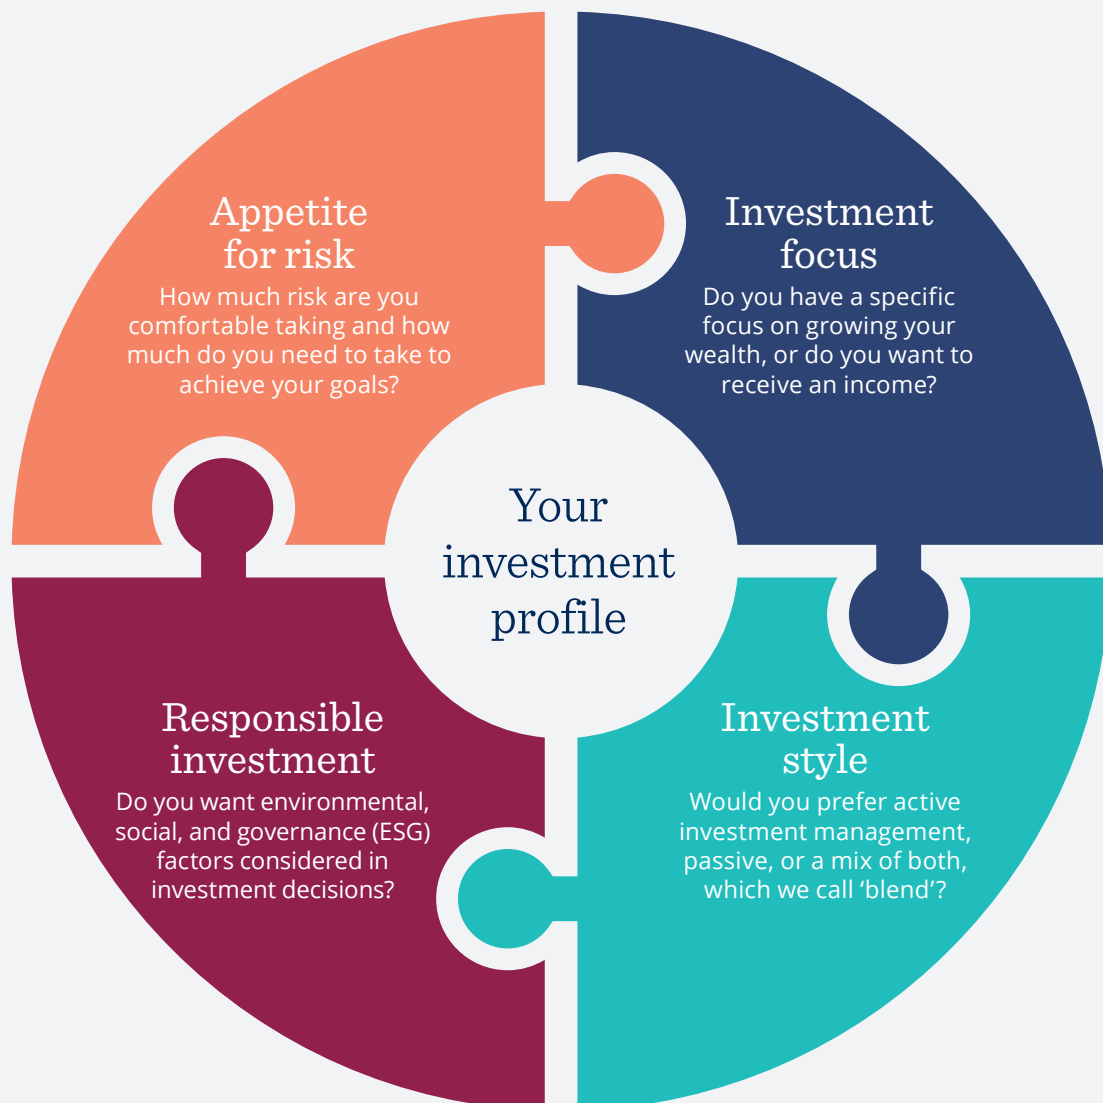 Appetite
for risk
How much risk are you
comfortable taking and how
much do you need to take to
achieve your goals?
Investment
focus
Do you have a specific
focus on growing your
wealth, or do you want to
receive an income?
Your
investment
profile
Responsible
investment
Do you want environmental,
social, and governance (ESG)
factors considered in
investment decisions?
Investment
style
Would you prefer active
investment management,
passive, or a mix of both,
which we call ‘blend’?